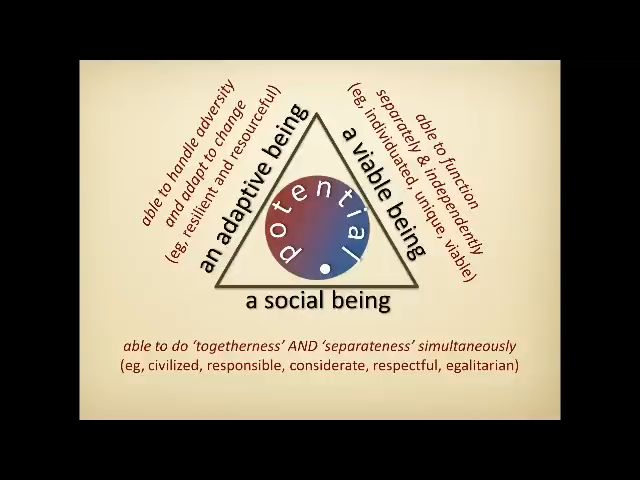 able to handle adversity
and adapt to change
(eg, resilient and resourceful)
an adaptive being
able to function
separately & independently
(eg, individuated, unique, viable)
a viable being
potential
a social being
able to do ‘togetherness’ AND ‘separateness’ simultaneously
(eg, civilized, responsible, considerate, respectful, egalitarian)